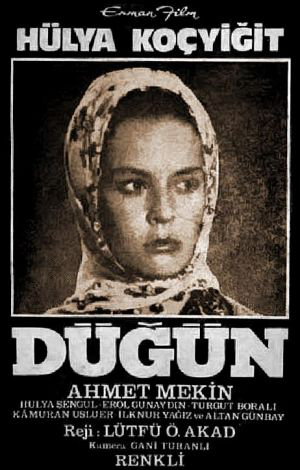 Erman Film
HÜLYA KOÇYİĞİT
DÜĞÜN
AHMET MEKİN
HÜLYA ŞENGÜL - EROL GÜNAYDIN - TURGUT BORALI
KÂMURAN USLUER - İLKNUR YAĞIZ ve ALTAN GÜNBAY
Reji : LÜTFÜ Ö. AKAD
Kamera GANİ TURANLI
RENKLİ